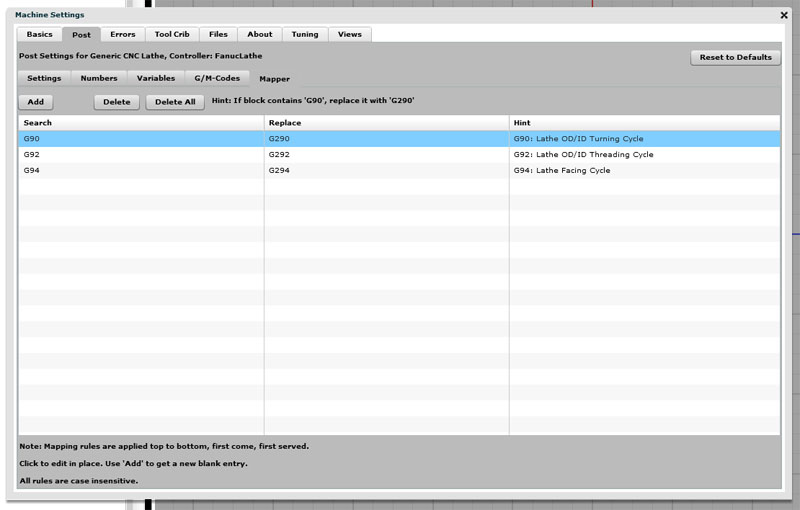 Machine Settings
Basics Post Errors Tool Crib Files About Tuning Views
Post Settings for Generic CNC Lathe, Controller: FanucLathe
Reset to Defaults
Settings Numbers Variables G/M-Codes Mapper
Add Delete Delete All Hint: If block contains 'G90', replace it with 'G290'
Search Replace Hint
G90 G290 G90: Lathe OD/ID Turning Cycle
G92 G292 G92: Lathe OD/ID Threading Cycle
G94 G294 G94: Lathe Facing Cycle
Note: Mapping rules are applied top to bottom, first come, first served.
Click to edit in place. Use 'Add' to get a new blank entry.
All rules are case insensitive.